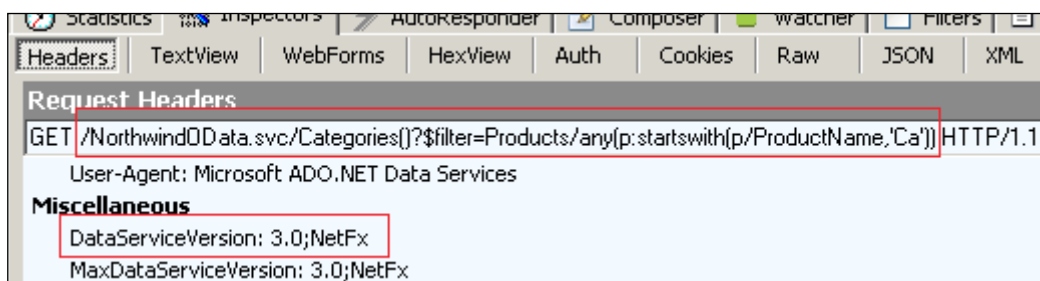 Statistics Inspectors AutoResponder Composer Watcher Filters
Headers TextView WebForms HexView Auth Cookies Raw JSON XML
Request Headers
GET /NorthwindOData.svc/Categories()?$filter=Products/any(p:startswith(p/ProductName,'Ca')) HTTP/1.1
User-Agent: Microsoft ADO.NET Data Services
Miscellaneous
DataServiceVersion: 3.0;NetFx
MaxDataServiceVersion: 3.0;NetFx